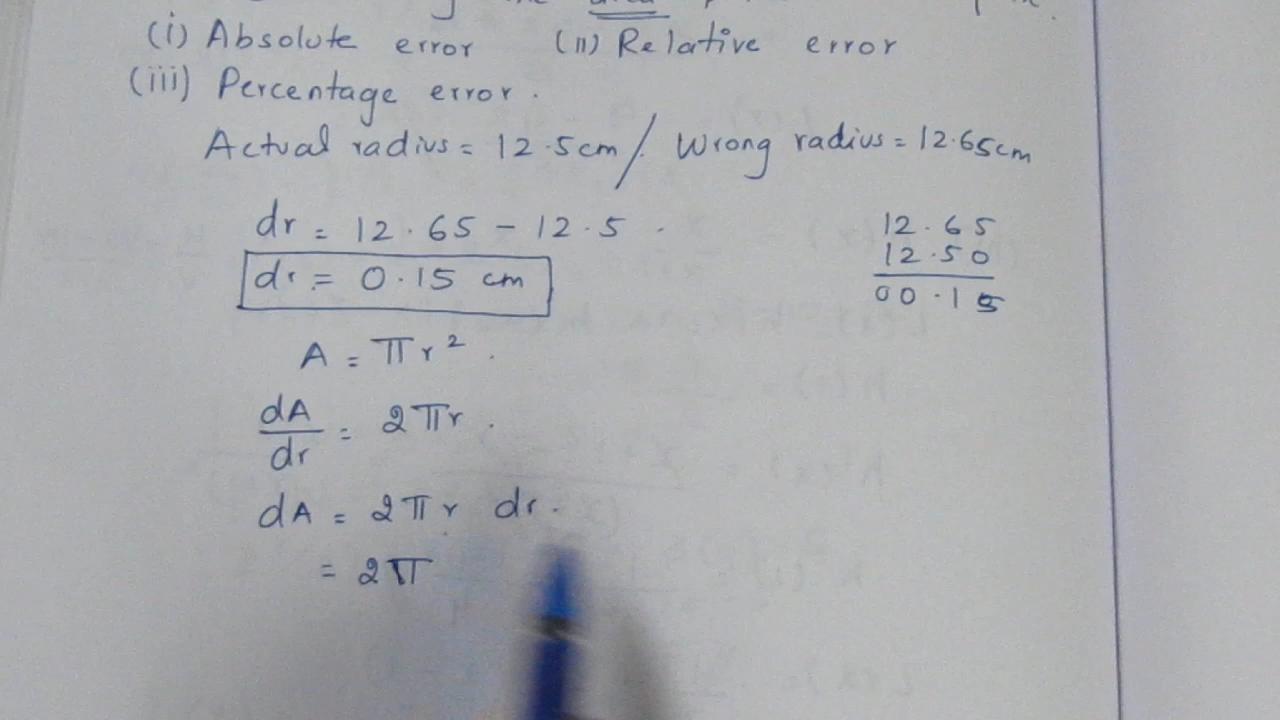 the area
(i) Absolute error (ii) Relative error
(iii) Percentage error.
Actual radius = 12.5cm / Wrong radius = 12.65cm
dr = 12.65 - 12.5
12.65
12.50
00.15
dr = 0.15 cm
A = πr².
dA/dr = 2πr.
dA = 2πr dr.
= 2π